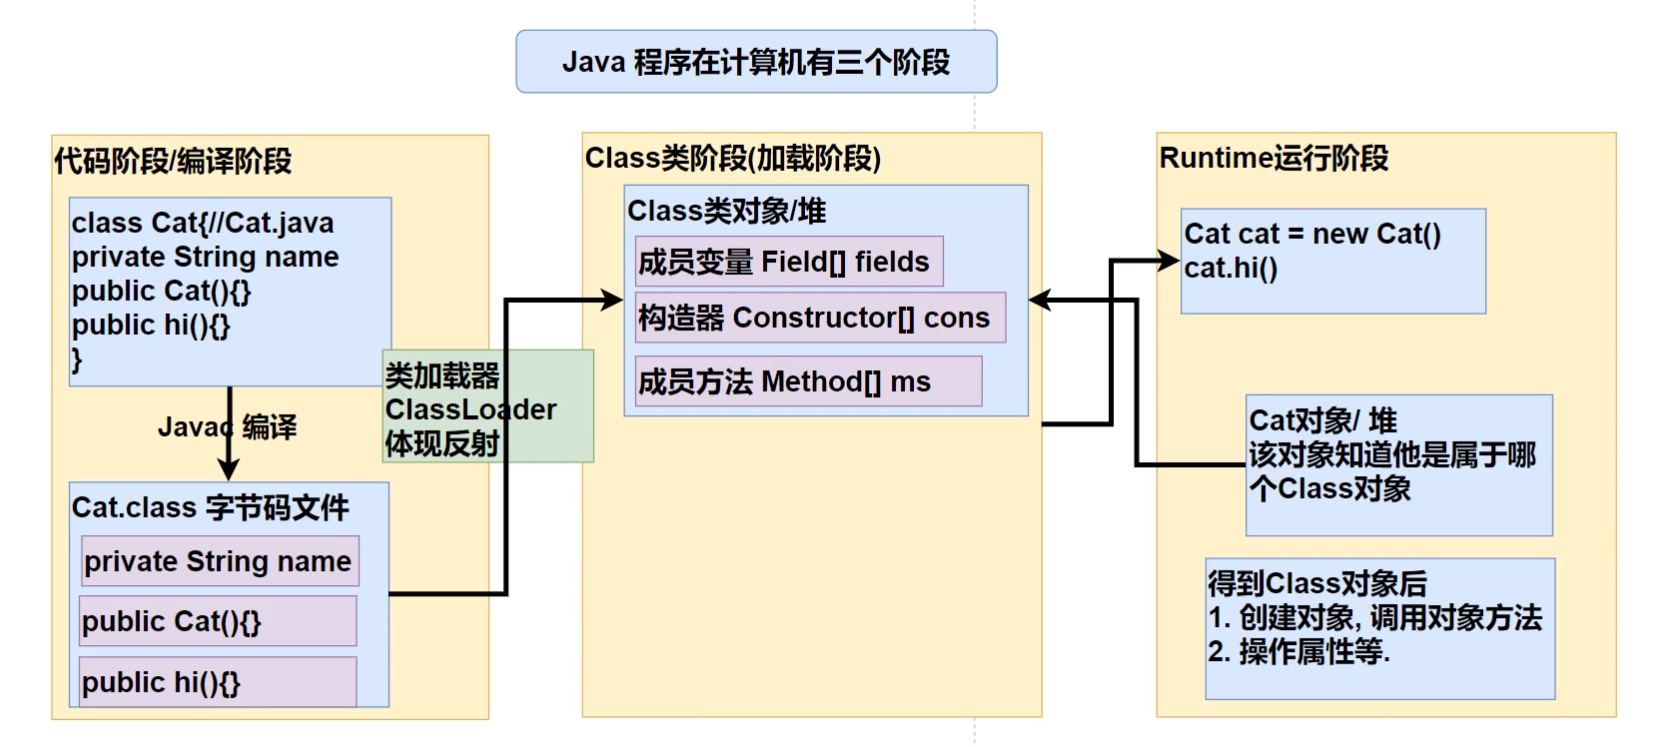 Java 程序在计算机有三个阶段
代码阶段/编译阶段
class Cat{//Cat.java
private String name
public Cat(){}
public hi(){}
}
Javac 编译
Cat.class 字节码文件
private String name
public Cat(){}
public hi(){}
类加载器
ClassLoader
体现反射
Class类阶段(加载阶段)
Class类对象/堆
成员变量 Field[] fields
构造器 Constructor[] cons
成员方法 Method[] ms
Runtime运行阶段
Cat cat = new Cat()
cat.hi()
Cat对象/ 堆
该对象知道他是属于哪
个Class对象
得到Class对象后
1. 创建对象, 调用对象方法
2. 操作属性等.